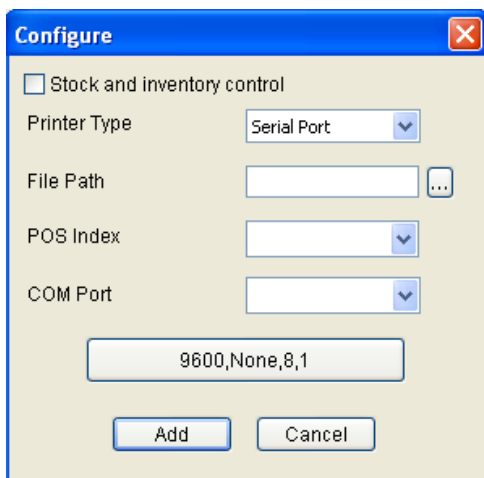 Configure
Stock and inventory control
Printer Type Serial Port
File Path ...
POS Index
COM Port
9600,None,8,1
Add Cancel